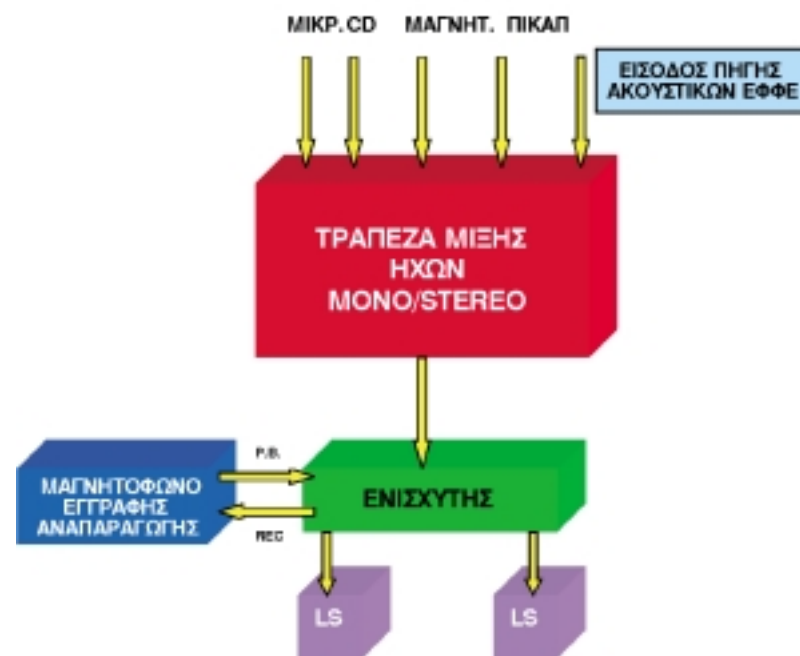 ΜΙΚΡ. CD ΜΑΓΝΗΤ. ΠΙΚΑΠ
ΕΙΣΟΔΟΣ ΠΗΓΗΣ
ΑΚΟΥΣΤΙΚΩΝ ΕΦΦΕ
ΤΡΑΠΕΖΑ ΜΙΞΗΣ
ΗΧΩΝ
MONO/STEREO
P.B.
ΜΑΓΝΗΤΟΦΩΝΟ
ΕΓΓΡΑΦΗΣ
ΑΝΑΠΑΡΑΓΩΓΗΣ
ΕΝΙΣΧΥΤΗΣ
REC
LS
LS